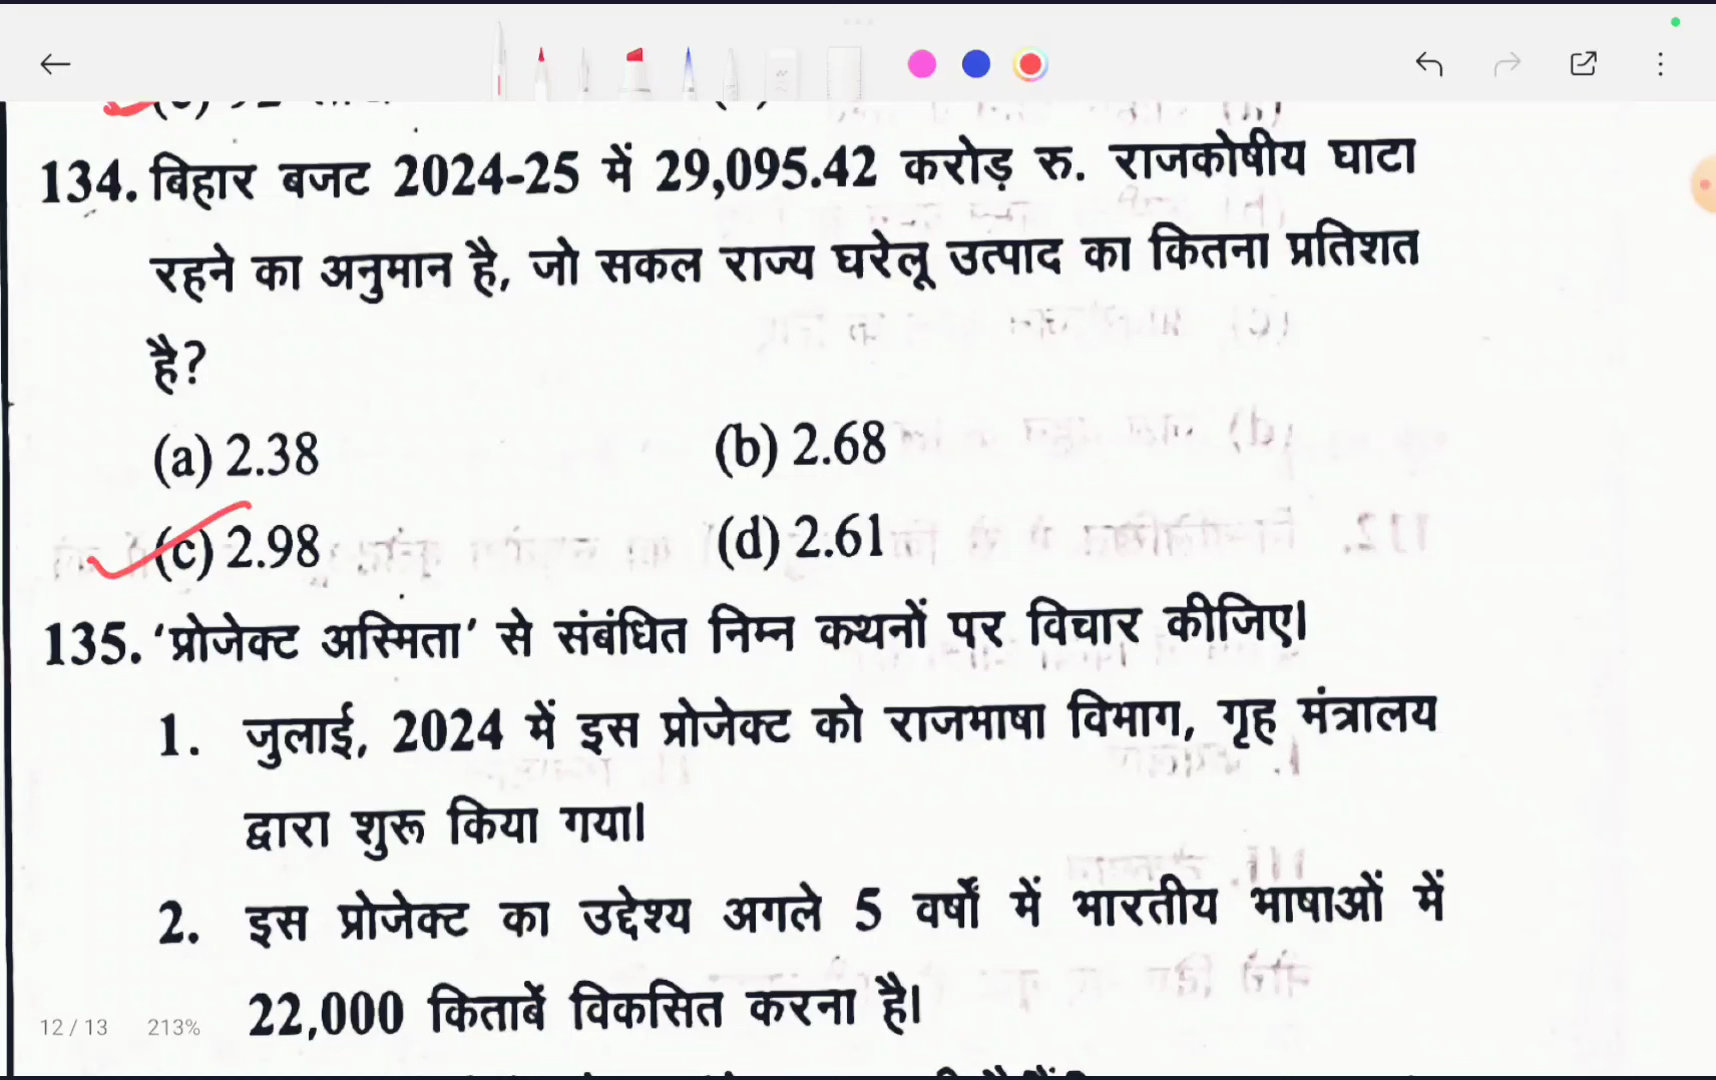 134. बिहार बजट 2024-25 में 29,095.42 करोड़ रु. राजकोषीय घाटा
रहने का अनुमान है, जो सकल राज्य घरेलू उत्पाद का कितना प्रतिशत
है?
(a) 2.38 (b) 2.68
(c) 2.98 (d) 2.61
135. ‘प्रोजेक्ट अस्मिता’ से संबंधित निम्न कथनों पर विचार कीजिए।
1. जुलाई, 2024 में इस प्रोजेक्ट को राजभाषा विभाग, गृह मंत्रालय
द्वारा शुरू किया गया।
2. इस प्रोजेक्ट का उद्देश्य अगले 5 वर्षों में भारतीय भाषाओं में
22,000 किताबें विकसित करना है।
12 / 13 213%